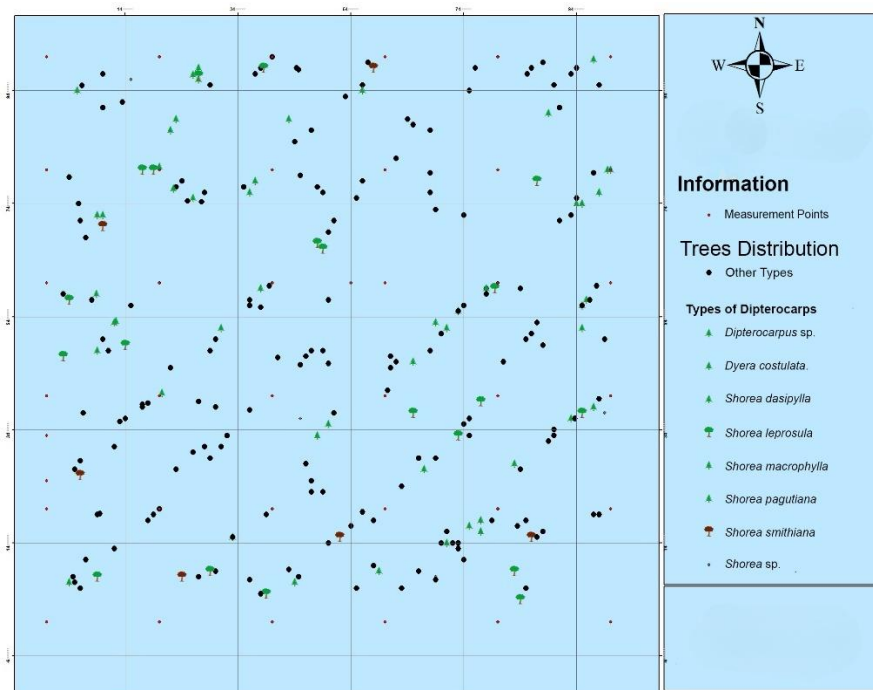 N
W E
S
Information
Measurement Points
Trees Distribution
Other Types
Types of Dipterocarps
Dipterocarpus sp.
Dyera costulata.
Shorea dasipylla
Shorea leprosula
Shorea macrophylla
Shorea pagutiana
Shorea smithiana
Shorea sp.